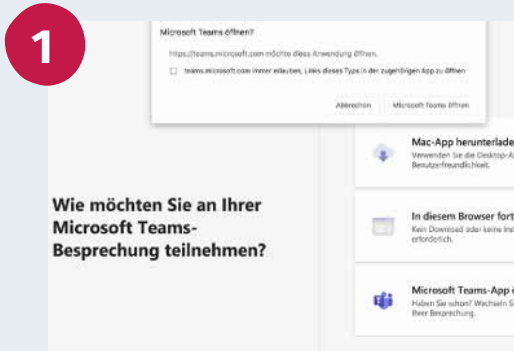 1
Microsoft Teams öffnen?
https://teams.microsoft.com möchte diese Anwendung öffnen.
teams.microsoft.com immer erlauben, Links dieses Typs in der zugehörigen App zu öffnen
Abbrechen Microsoft Teams öffnen
Mac-App herunterlade
Verwenden Sie die Desktop-A
Benutzerfreundlichkeit.
Wie möchten Sie an Ihrer
Microsoft Teams-
Besprechung teilnehmen?
In diesem Browser fort
Kein Download oder keine Ins
erforderlich.
Microsoft Teams-App
Haben Sie schon? Wechseln S
Ihrer Besprechung.